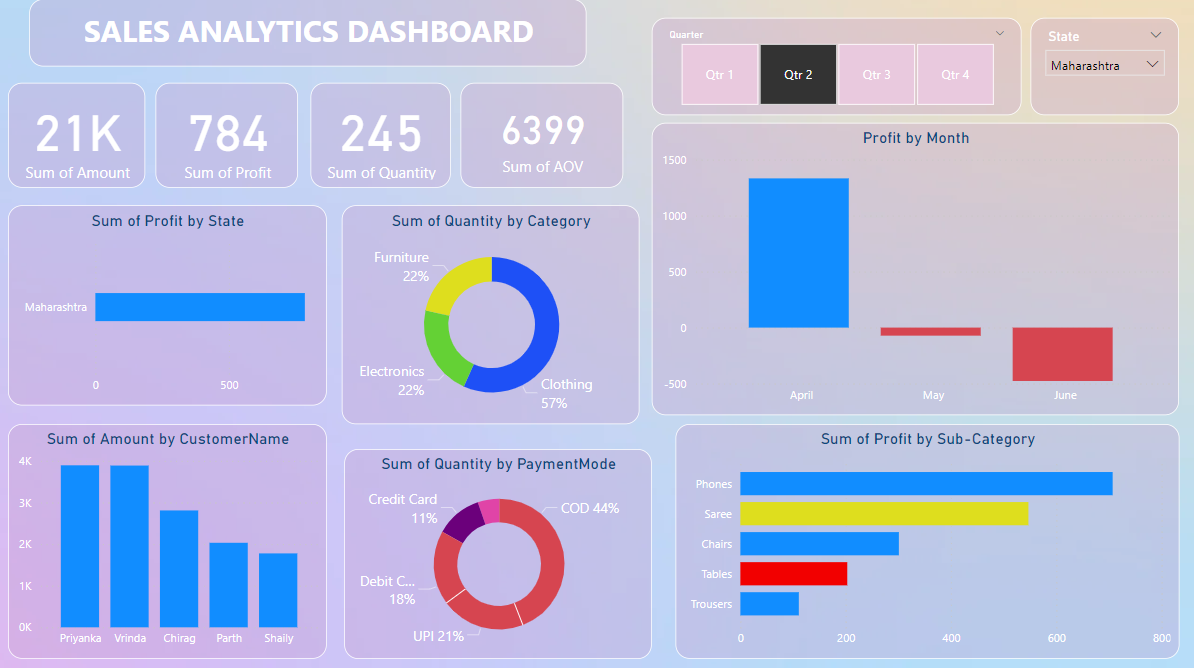 SALES ANALYTICS DASHBOARD
Quarter
Qtr 1
Qtr 2
Qtr 3
Qtr 4
State
Maharashtra
21K
Sum of Amount
784
Sum of Profit
245
Sum of Quantity
6399
Sum of AOV
Profit by Month
1500
1000
500
0
-500
April
May
June
Sum of Profit by State
Maharashtra
0
500
Sum of Quantity by Category
Furniture
22%
Electronics
22%
Clothing
57%
Sum of Amount by CustomerName
4K
3K
2K
1K
0K
Priyanka
Vrinda
Chirag
Parth
Shaily
Sum of Quantity by PaymentMode
Credit Card
11%
COD 44%
Debit C...
18%
UPI 21%
Sum of Profit by Sub-Category
Phones
Saree
Chairs
Tables
Trousers
0
200
400
600
800